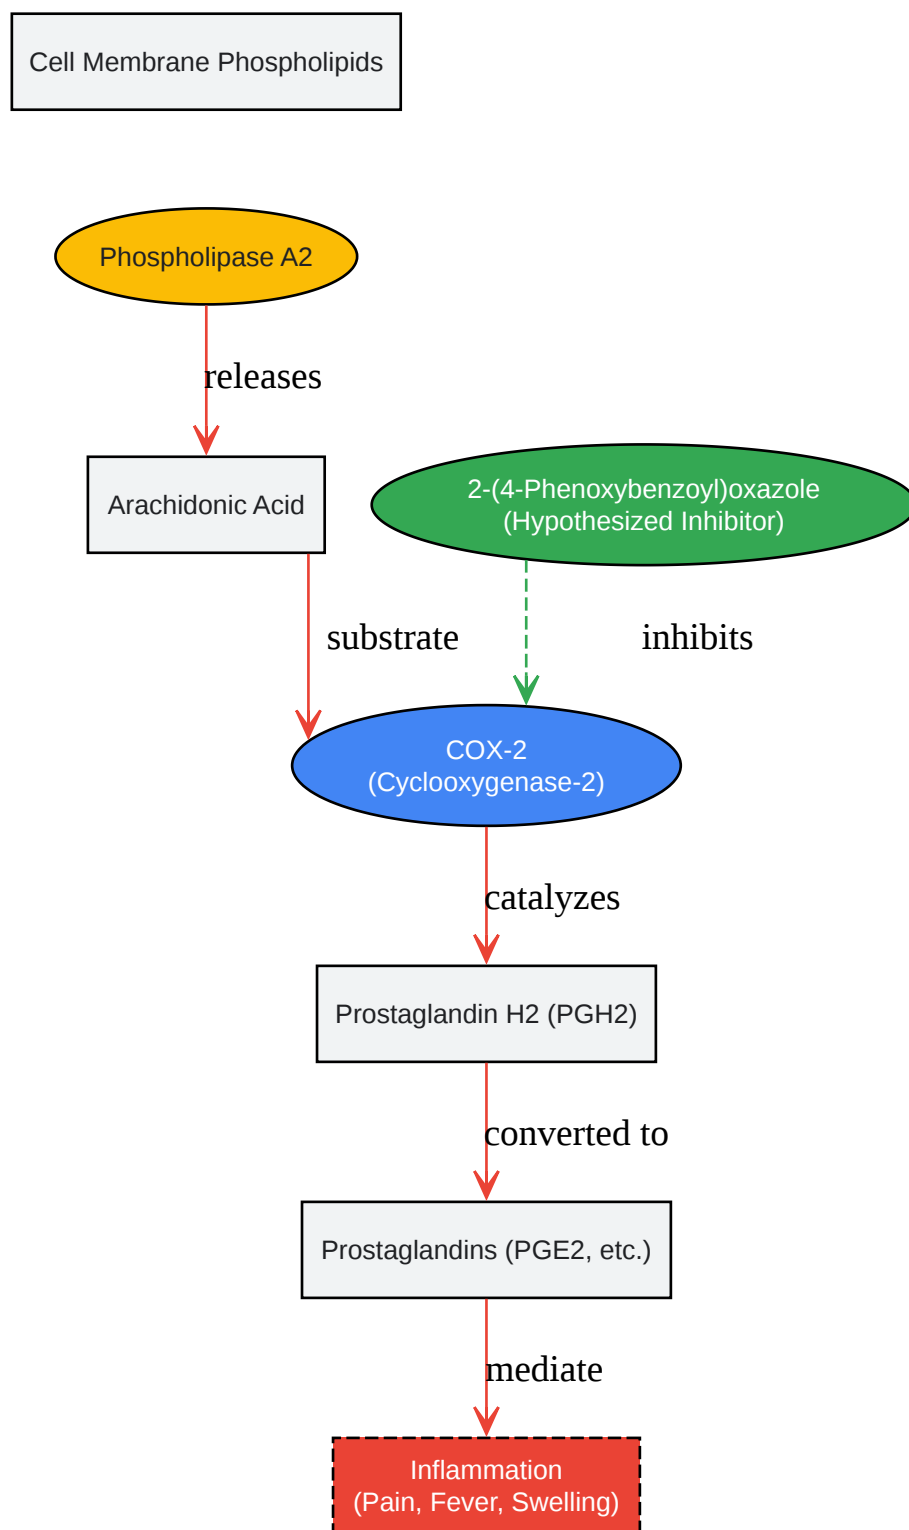 Cell Membrane Phospholipids
Phospholipase A2
releases
Arachidonic Acid
2-(4-Phenoxybenzoyl)oxazole
(Hypothesized Inhibitor)
substrate
inhibits
COX-2
(Cyclooxygenase-2)
catalyzes
Prostaglandin H2 (PGH2)
converted to
Prostaglandins (PGE2, etc.)
mediate
Inflammation
(Pain, Fever, Swelling)